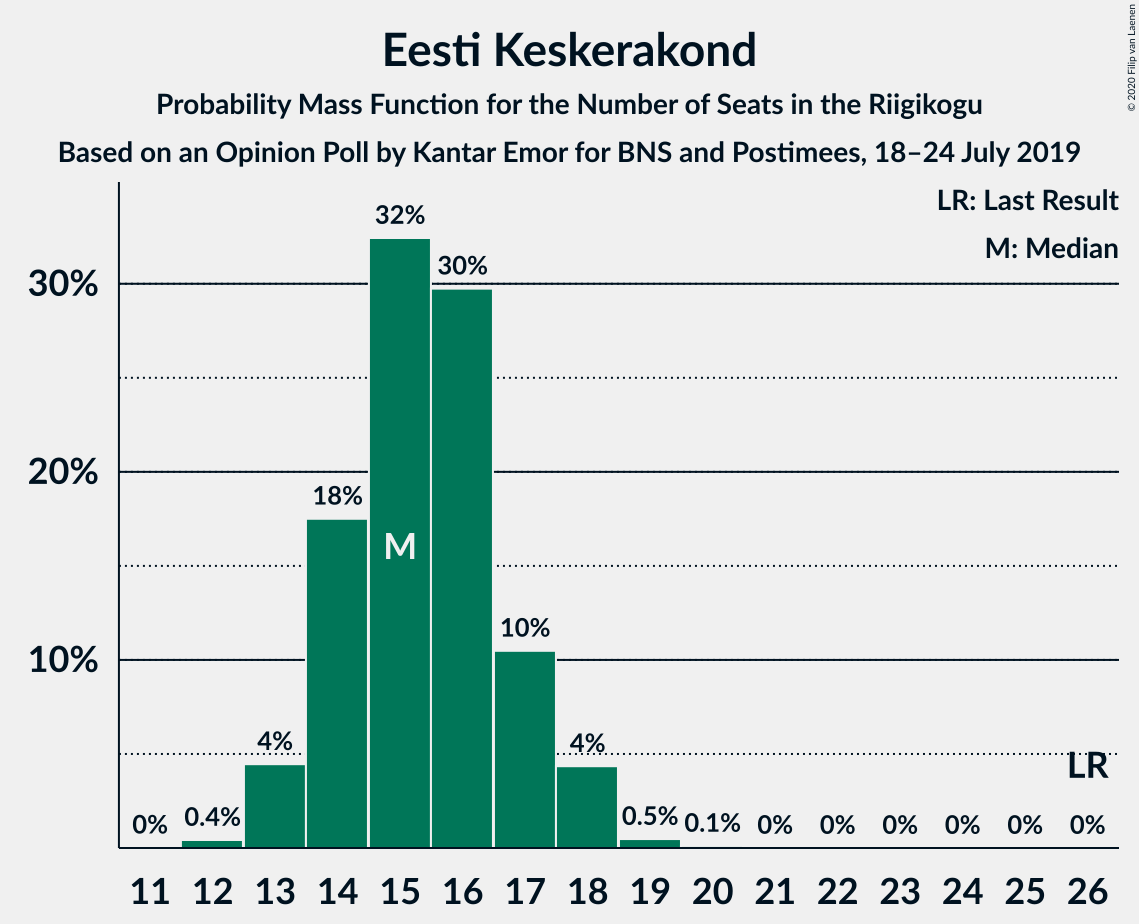 Eesti Keskerakond
Probability Mass Function for the Number of Seats in the Riigikogu
Based on an Opinion Poll by Kantar Emor for BNS and Postimees, 18–24 July 2019
© 2020 Filip van Laenen
LR: Last Result
M: Median
30%
20%
10%
0% 0.4% 4% 18% 32% 30% 10% 4% 0.5% 0.1% 0% 0% 0% 0% 0% 0%
M
LR
11 12 13 14 15 16 17 18 19 20 21 22 23 24 25 26